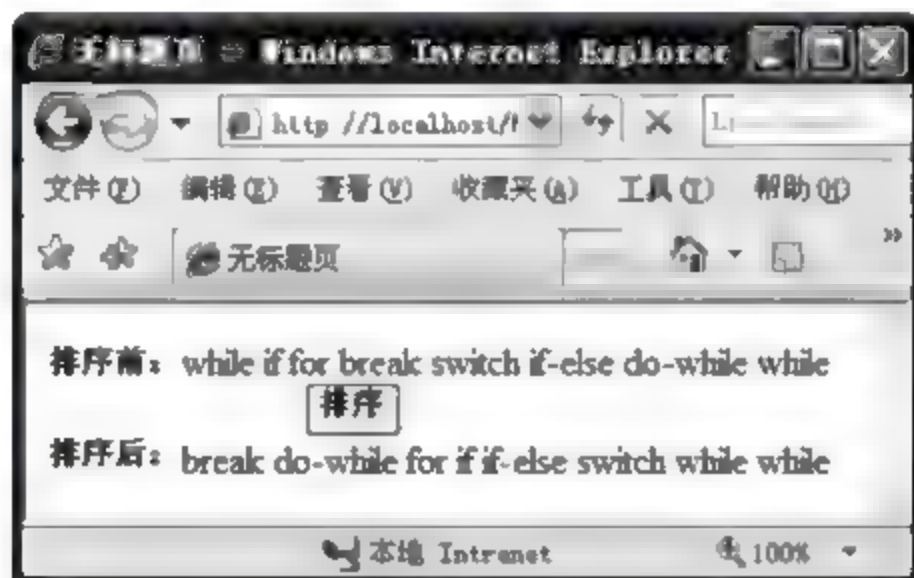 无标题页 - Windows Internet Explorer
http //localhost/
文件(F) 编辑(E) 查看(V) 收藏夹(A) 工具(T) 帮助(H)
无标题页
排序前： while if for break switch if-else do-while while
排序
排序后： break do-while for if if-else switch while while
本地 Intranet 100%